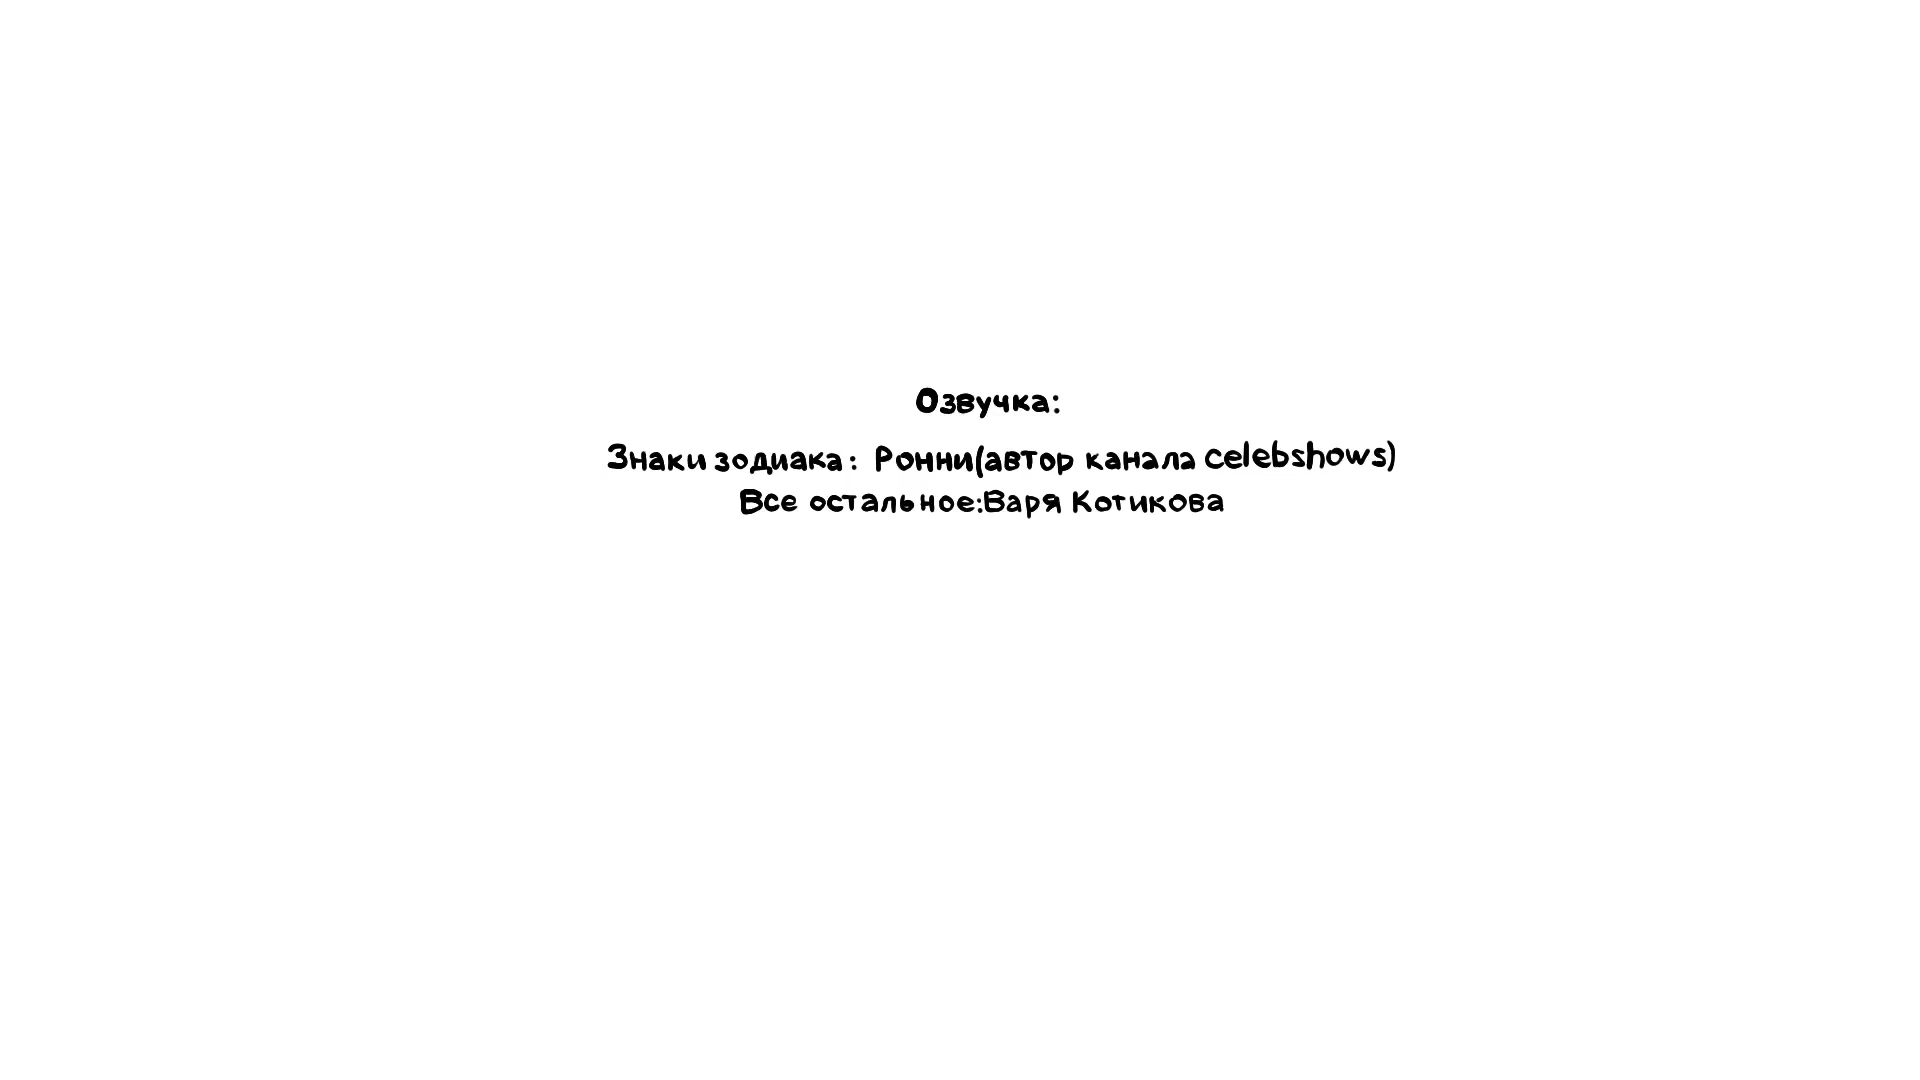 Озвучка:
Знаки зодиака: Ронни(автор канала celebshows)
Все остальное:Варя Котикова